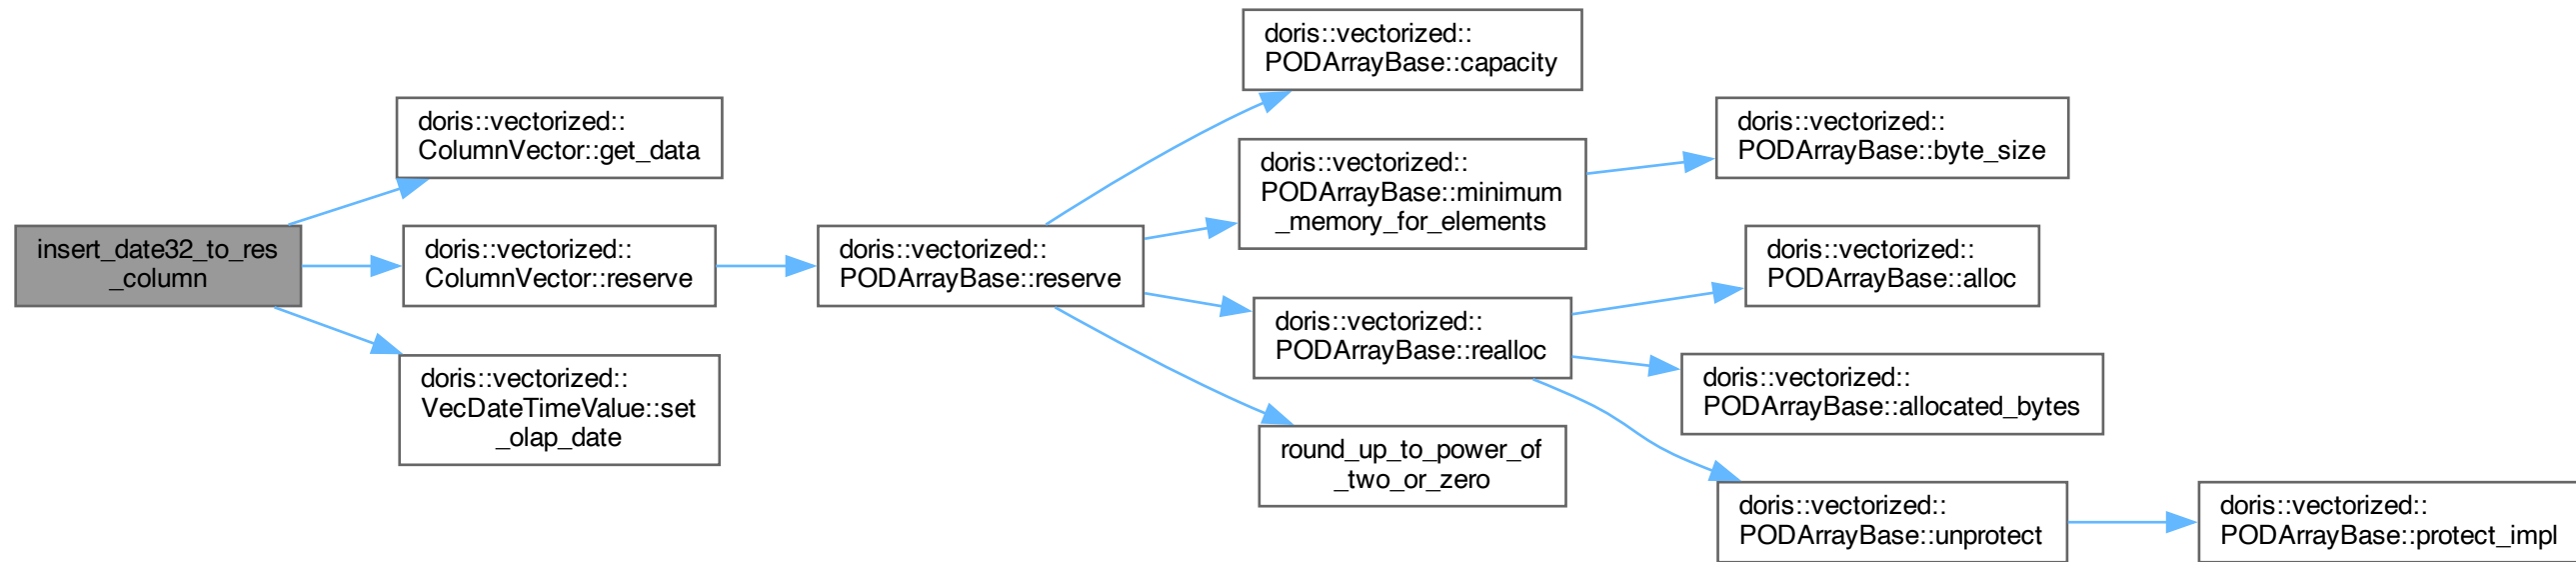 insert_date32_to_res
_column
doris::vectorized::
ColumnVector::get_data
doris::vectorized::
ColumnVector::reserve
doris::vectorized::
VecDateTimeValue::set
_olap_date
doris::vectorized::
PODArrayBase::reserve
doris::vectorized::
PODArrayBase::capacity
doris::vectorized::
PODArrayBase::minimum
_memory_for_elements
doris::vectorized::
PODArrayBase::realloc
round_up_to_power_of
_two_or_zero
doris::vectorized::
PODArrayBase::byte_size
doris::vectorized::
PODArrayBase::alloc
doris::vectorized::
PODArrayBase::allocated_bytes
doris::vectorized::
PODArrayBase::unprotect
doris::vectorized::
PODArrayBase::protect_impl